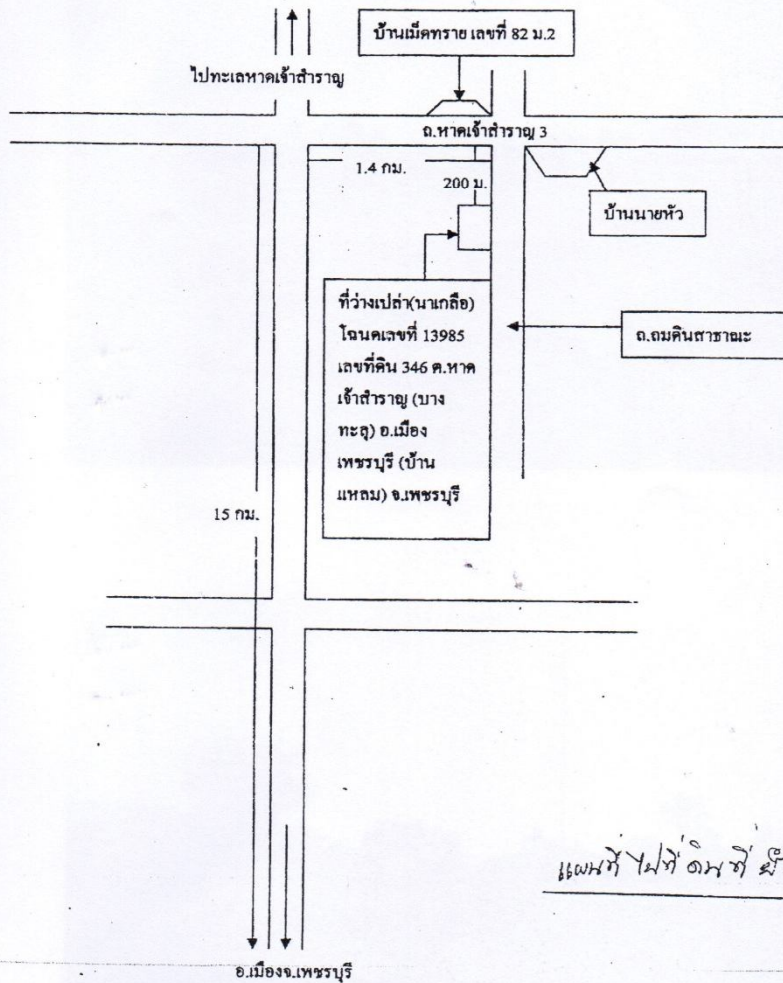 บ้านเม็ดทราย เลขที่ 82 ม.2
ไปทะเลหาดเจ้าสำราญ
ถ.หาดเจ้าสำราญ 3
1.4 กม.
200 ม.
บ้านนายหัว
ที่ว่างเปล่า(นาเกลือ)
โฉนดเลขที่ 13985
เลขที่ดิน 346 ต.หาด
เจ้าสำราญ (บาง
ทะลุ) อ.เมือง
เพชรบุรี (บ้าน
แหลม) จ.เพชรบุรี
ถ.ถมดินสาธาณะ
15 กม.
แผนที่ ไปที่ ดิน ที่
อ.เมืองจ.เพชรบุรี